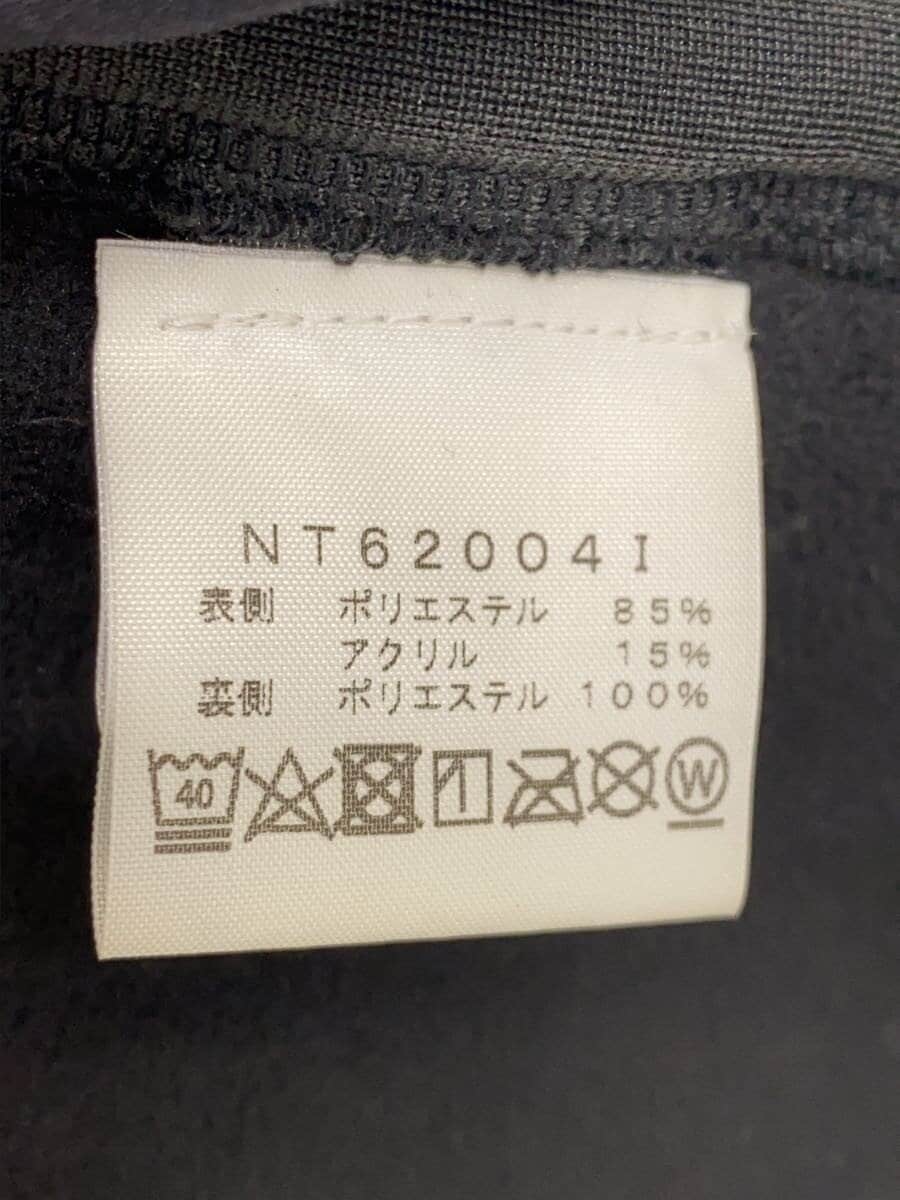 NT62004I
表側 ポリエステル 85%
アクリル 15%
裏側 ポリエステル 100%
40 W